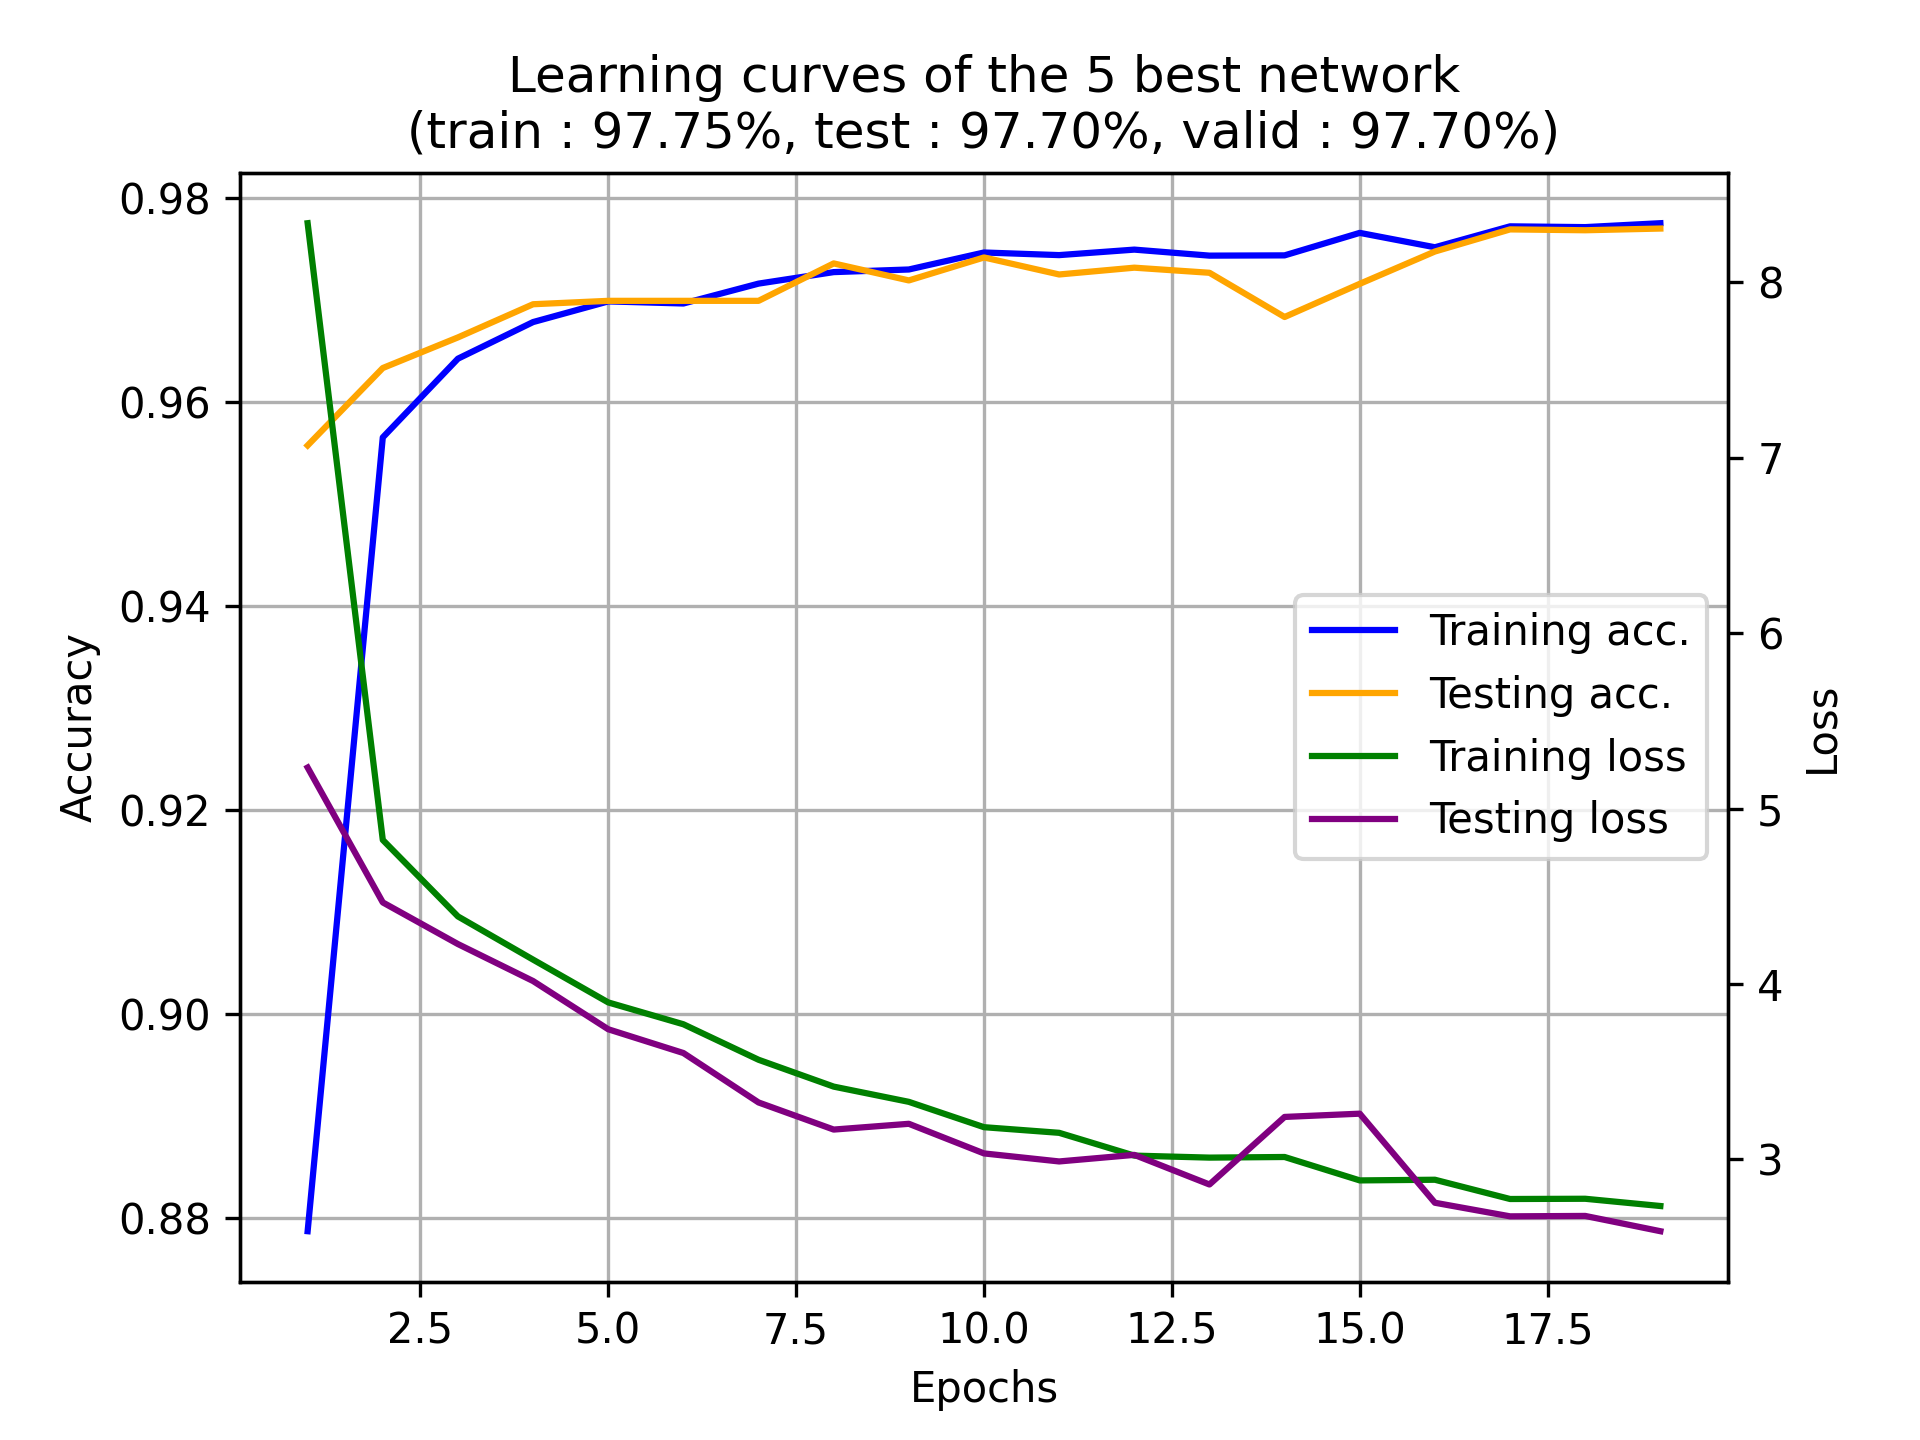 Learning curves of the 5 best network
(train : 97.75%, test : 97.70%, valid : 97.70%)
0.98
0.96
0.94
0.92
0.90
0.88
Accuracy
8
7
6
5
4
3
Loss
Training acc.
Testing acc.
Training loss
Testing loss
2.5 5.0 7.5 10.0 12.5 15.0 17.5
Epochs